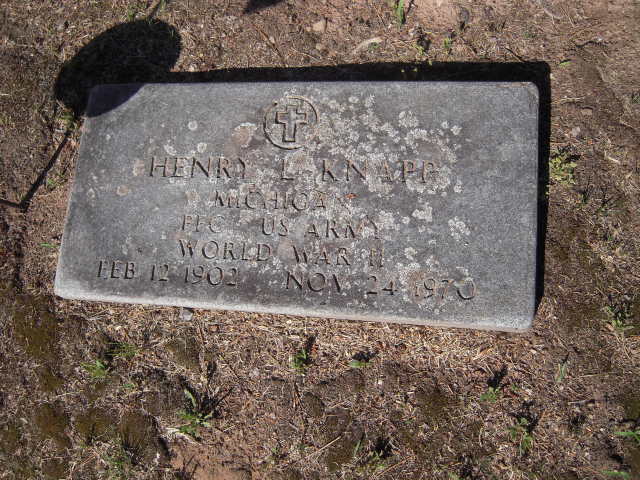 HENRY L KNAPP
MICHIGAN
PFC US ARMY
WORLD WAR II
FEB 12 1902 NOV 24 1970